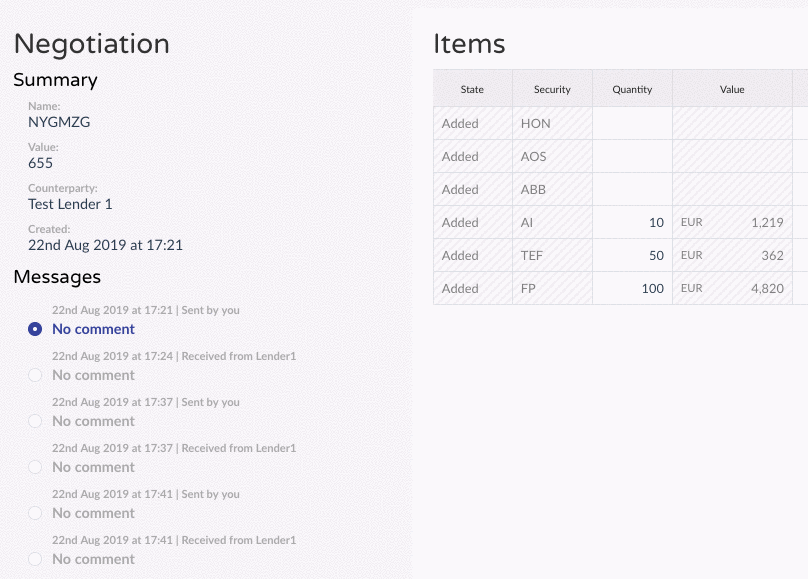 Negotiation
Summary
Name:
NYGMZG
Value:
655
Counterparty:
Test Lender 1
Created:
22nd Aug 2019 at 17:21
Messages
22nd Aug 2019 at 17:21 | Sent by you
No comment
22nd Aug 2019 at 17:24 | Received from Lender1
No comment
22nd Aug 2019 at 17:37 | Sent by you
No comment
22nd Aug 2019 at 17:37 | Received from Lender1
No comment
22nd Aug 2019 at 17:41 | Sent by you
No comment
22nd Aug 2019 at 17:41 | Received from Lender1
No comment
Items
State Security Quantity Value
Added HON
Added AOS
Added ABB
Added AI 10 EUR 1,219
Added TEF 50 EUR 362
Added FP 100 EUR 4,820